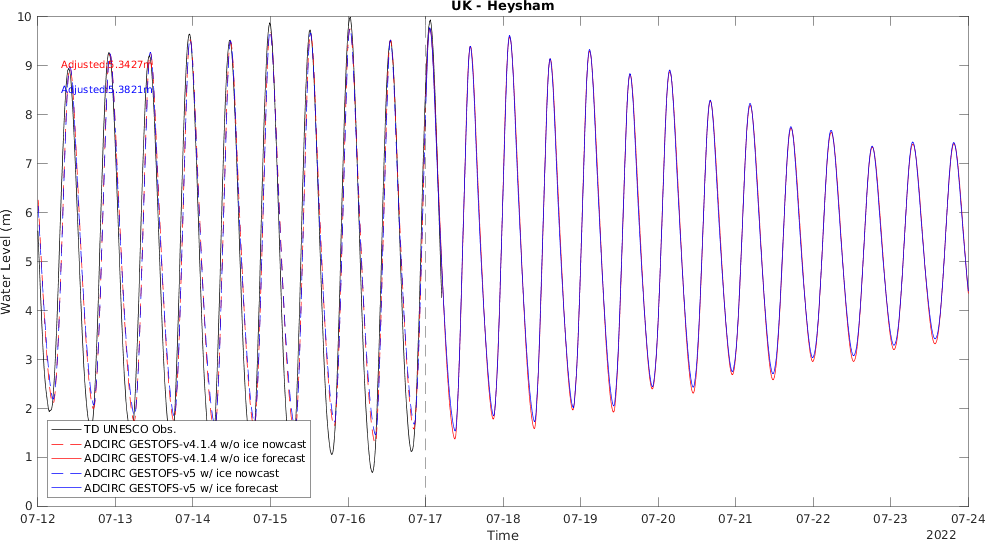 UK - Heysham
10
9
8
7
6
5
4
3
2
1
0
Water Level (m)
Adjusted:5.3427m
Adjusted:5.3821m
TD UNESCO Obs.
ADCIRC GESTOFS-v4.1.4 w/o ice nowcast
ADCIRC GESTOFS-v4.1.4 w/o ice forecast
ADCIRC GESTOFS-v5 w/ ice nowcast
ADCIRC GESTOFS-v5 w/ ice forecast
07-12 07-13 07-14 07-15 07-16 07-17 07-18 07-19 07-20 07-21 07-22 07-23 07-24
2022
Time